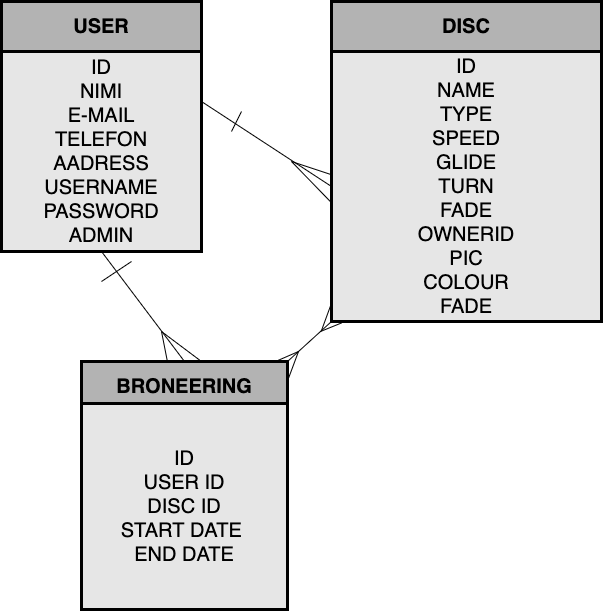 USER
ID
NIMI
E-MAIL
TELEFON
AADRESS
USERNAME
PASSWORD
ADMIN
DISC
ID
NAME
TYPE
SPEED
GLIDE
TURN
FADE
OWNERID
PIC
COLOUR
FADE
BRONEERING
ID
USER ID
DISC ID
START DATE
END DATE